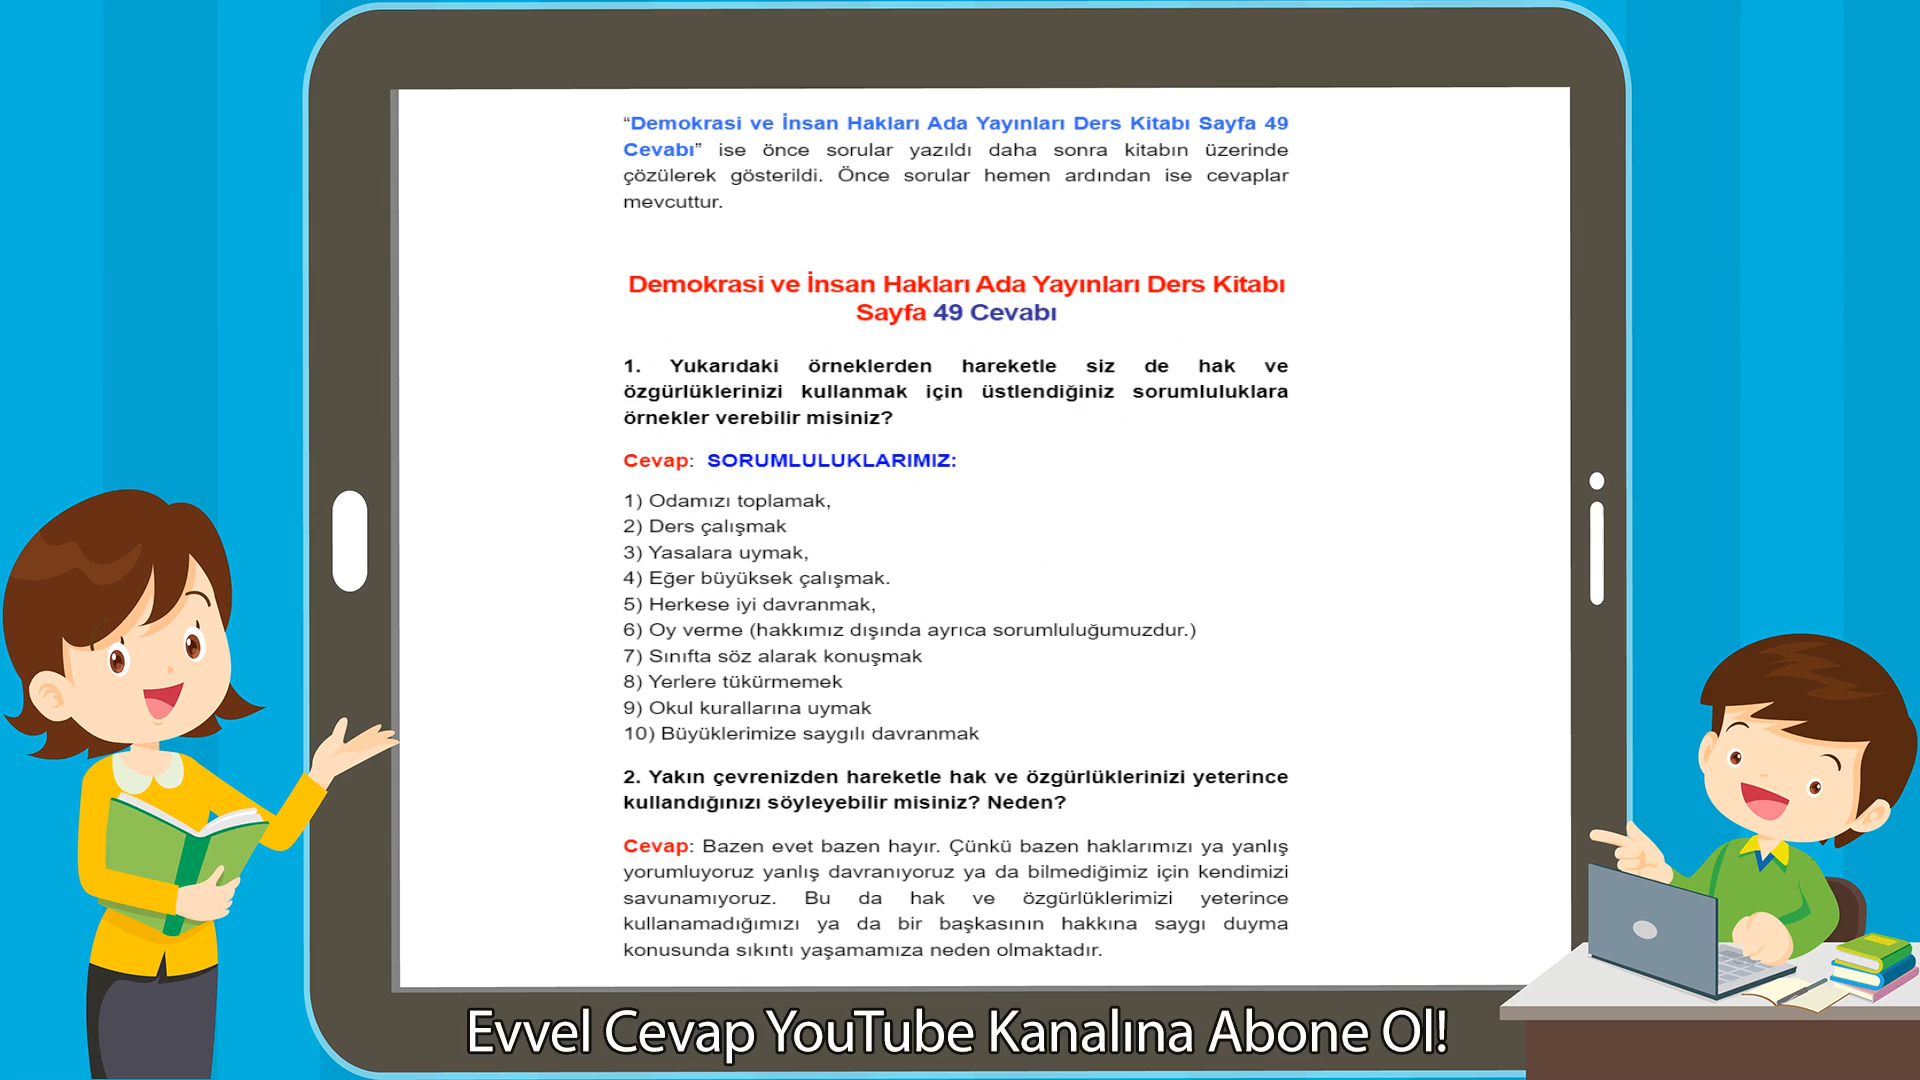 “Demokrasi ve İnsan Hakları Ada Yayınları Ders Kitabı Sayfa 49
Cevabı” ise önce sorular yazıldı daha sonra kitabın üzerinde
çözülerek gösterildi. Önce sorular hemen ardından ise cevaplar
mevcuttur.
Demokrasi ve İnsan Hakları Ada Yayınları Ders Kitabı
Sayfa 49 Cevabı
1. Yukarıdaki örneklerden hareketle siz de hak ve
özgürlüklerinizi kullanmak için üstlendiğiniz sorumluluklara
örnekler verebilir misiniz?
Cevap: SORUMLULUKLARIMIZ:
1) Odamızı toplamak,
2) Ders çalışmak
3) Yasalara uymak,
4) Eğer büyüksek çalışmak.
5) Herkese iyi davranmak,
6) Oy verme (hakkımız dışında ayrıca sorumluluğumuzdur.)
7) Sınıfta söz alarak konuşmak
8) Yerlere tükürmemek
9) Okul kurallarına uymak
10) Büyüklerimize saygılı davranmak
2. Yakın çevrenizden hareketle hak ve özgürlüklerinizi yeterince
kullandığınızı söyleyebilir misiniz? Neden?
Cevap: Bazen evet bazen hayır. Çünkü bazen haklarımızı ya yanlış
yorumluyoruz yanlış davranıyoruz ya da bilmediğimiz için kendimizi
savunamıyoruz. Bu da hak ve özgürlüklerimizi yeterince
kullanamadığımızı ya da bir başkasının hakkına saygı duyma
konusunda sıkıntı yaşamamıza neden olmaktadır.
Evvel Cevap YouTube Kanalına Abone Ol!